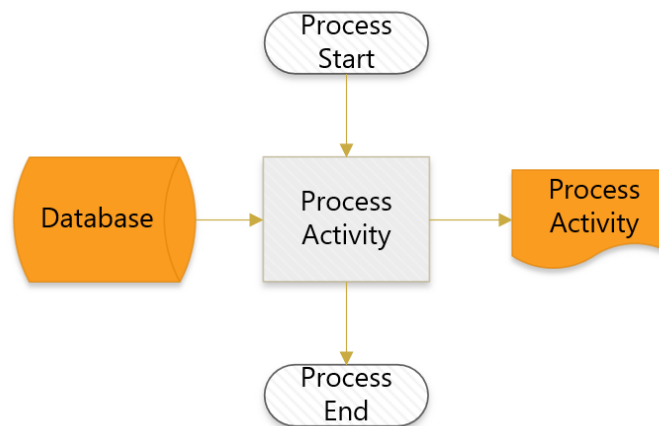 Process
Start
Database
Process
Activity
Process
Activity
Process
End